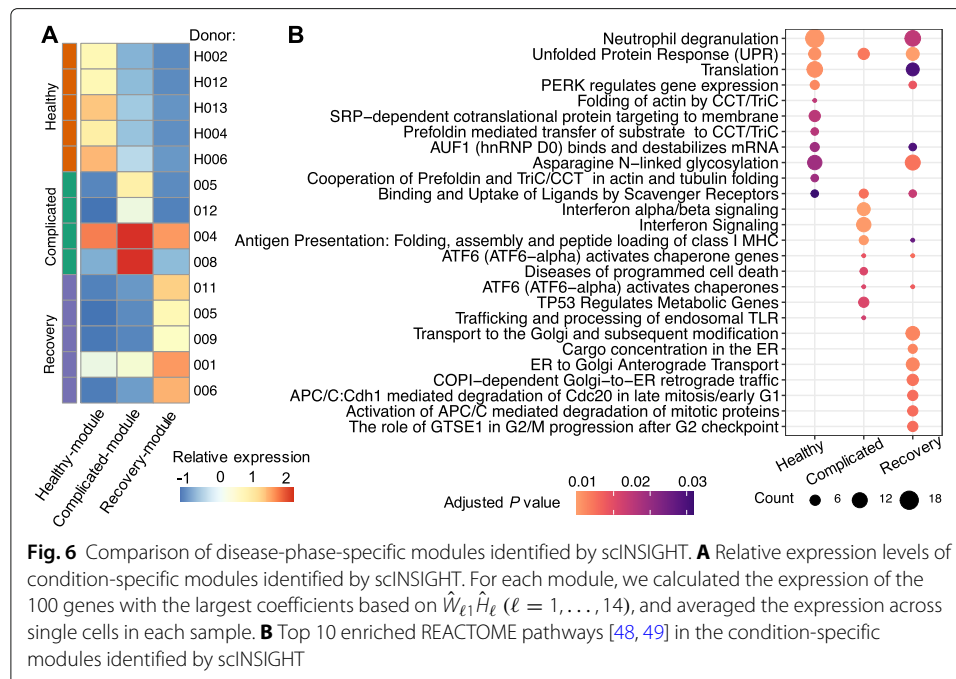 A
Donor:
Healthy
H002
H012
H013
H004
H006
Complicated
005
012
004
008
Recovery
011
005
009
001
006
Healthy−module
Complicated−module
Recovery−module
Relative expression
-1 0 1 2
B
Neutrophil degranulation
Unfolded Protein Response (UPR)
Translation
PERK regulates gene expression
Folding of actin by CCT/TriC
SRP−dependent cotranslational protein targeting to membrane
Prefoldin mediated transfer of substrate to CCT/TriC
AUF1 (hnRNP D0) binds and destabilizes mRNA
Asparagine N−linked glycosylation
Cooperation of Prefoldin and TriC/CCT in actin and tubulin folding
Binding and Uptake of Ligands by Scavenger Receptors
Interferon alpha/beta signaling
Interferon Signaling
Antigen Presentation: Folding, assembly and peptide loading of class I MHC
ATF6 (ATF6−alpha) activates chaperone genes
Diseases of programmed cell death
ATF6 (ATF6−alpha) activates chaperones
TP53 Regulates Metabolic Genes
Trafficking and processing of endosomal TLR
Transport to the Golgi and subsequent modification
Cargo concentration in the ER
ER to Golgi Anterograde Transport
COPI−dependent Golgi−to−ER retrograde traffic
APC/C:Cdh1 mediated degradation of Cdc20 in late mitosis/early G1
Activation of APC/C mediated degradation of mitotic proteins
The role of GTSE1 in G2/M progression after G2 checkpoint
Healthy
Complicated
Recovery
Adjusted P value
0.01 0.02 0.03
Count 6 12 18
Fig. 6 Comparison of disease-phase-specific modules identified by scINSIGHT. A Relative expression levels of
condition-specific modules identified by scINSIGHT. For each module, we calculated the expression of the
100 genes with the largest coefficients based on Ŵℓ1Ĥℓ (ℓ = 1, . . . , 14), and averaged the expression across
single cells in each sample. B Top 10 enriched REACTOME pathways [48, 49] in the condition-specific
modules identified by scINSIGHT